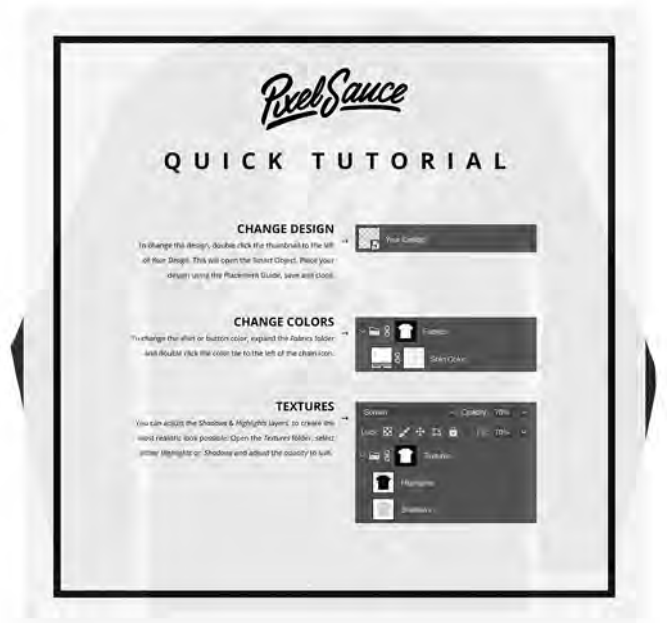 PixelSauce
QUICK TUTORIAL
CHANGE DESIGN
To change the design, double click the thumbnail to the left
of Your Design. This will open the Smart Object. Place your
design using the Placement Guide, save and close.
Your Design
CHANGE COLORS
To change the shirt or button color, expand the Fabrics folder
and double click the color tile to the left of the chain icon.
Fabrics
Shirt Color
TEXTURES
You can adjust the Shadows & Highlights layers, to create the
most realistic look possible. Open the Textures folder, select
either Highlights or Shadows and adjust the opacity to suit.
Screen Opacity: 70%
Lock: 70%
Textures
Highlights
Shadows